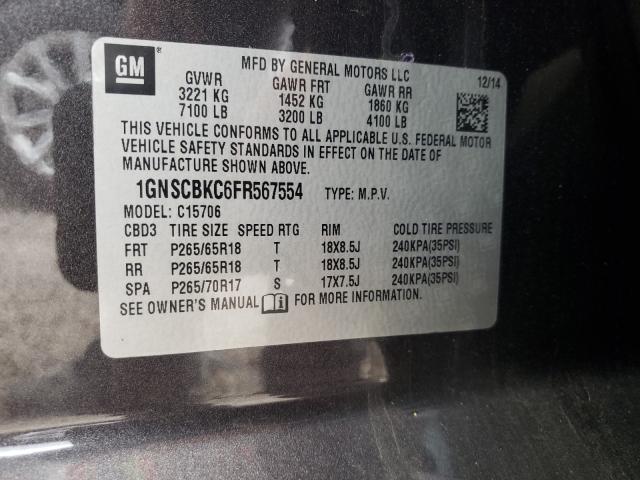 GM
MFD BY GENERAL MOTORS LLC
12/14
GVWR GAWR FRT GAWR RR
3221 KG 1452 KG 1860 KG
7100 LB 3200 LB 4100 LB
THIS VEHICLE CONFORMS TO ALL APPLICABLE U.S. FEDERAL MOTOR
VEHICLE SAFETY STANDARDS IN EFFECT ON THE DATE OF
MANUFACTURE SHOWN ABOVE.
1GNSCBKC6FR567554 TYPE: M.P.V.
MODEL: C15706
CBD3 TIRE SIZE SPEED RTG RIM COLD TIRE PRESSURE
FRT P265/65R18 T 18X8.5J 240KPA(35PSI)
RR P265/65R18 T 18X8.5J 240KPA(35PSI)
SPA P265/70R17 S 17X7.5J 240KPA(35PSI)
SEE OWNER'S MANUAL FOR MORE INFORMATION.